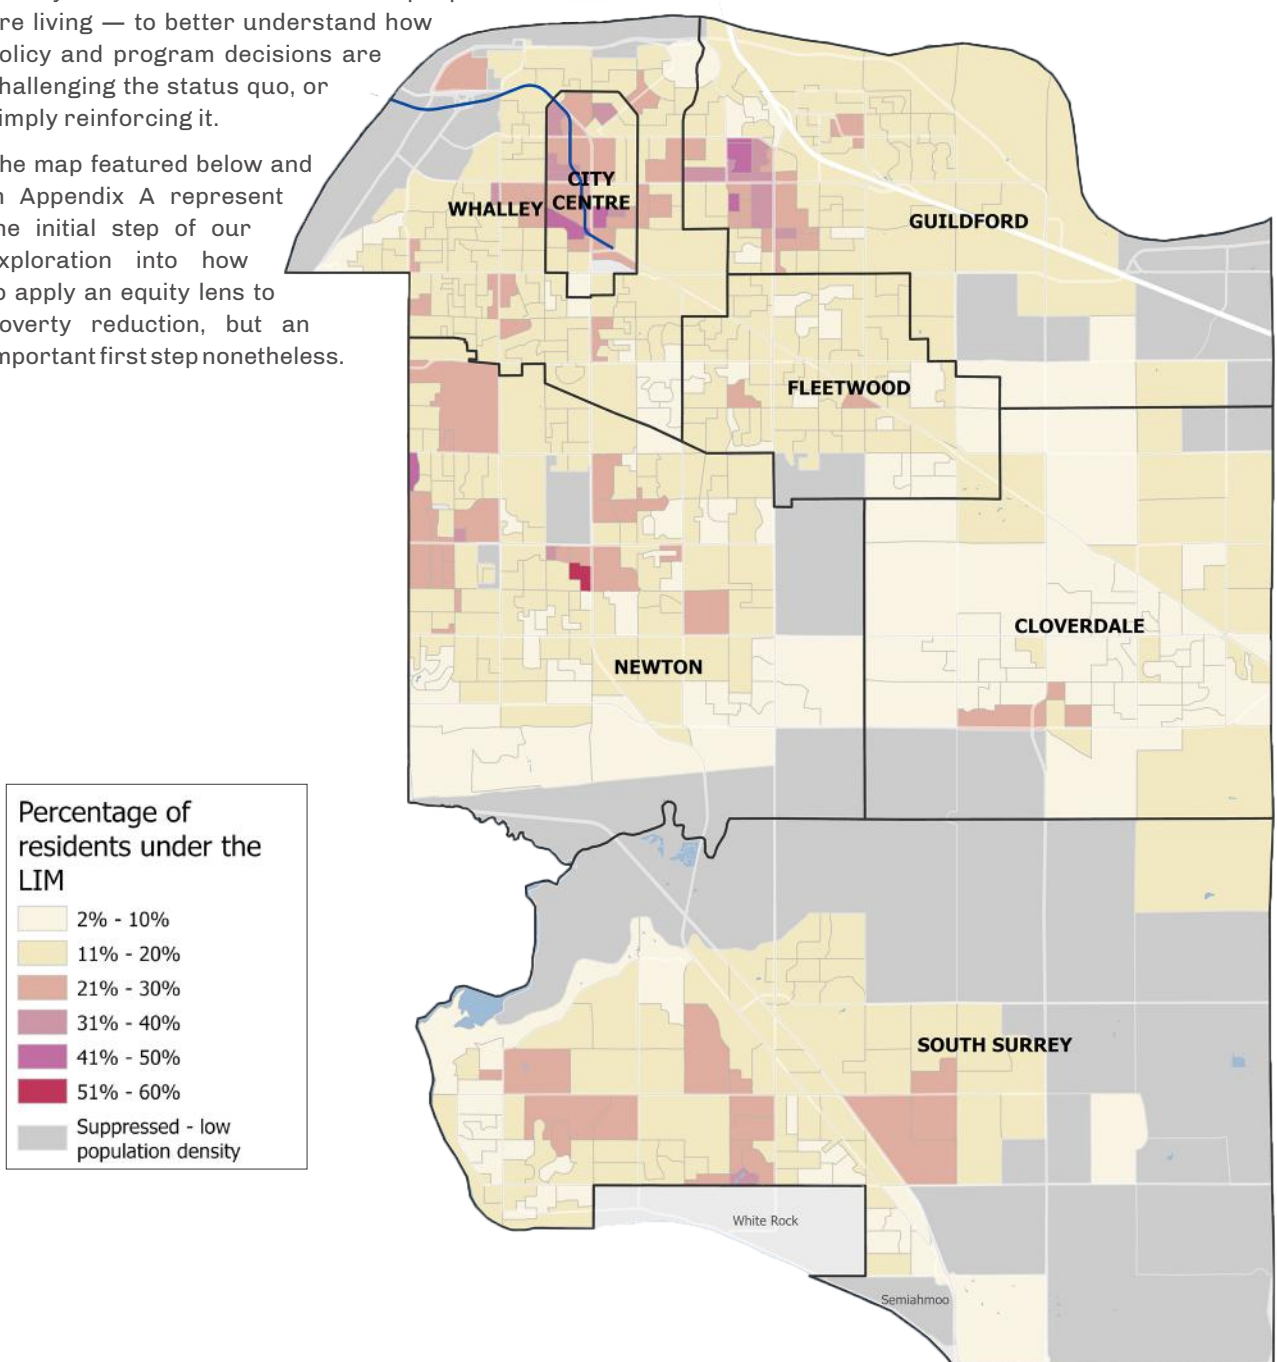 re living — to better understand how
olicy and program decisions are
hallenging the status quo, or
imply reinforcing it.
he map featured below and
n Appendix A represent
he initial step of our
xploration into how
o apply an equity lens to
overty reduction, but an
mportant first step nonetheless.
CITY
CENTRE
WHALLEY
GUILDFORD
FLEETWOOD
CLOVERDALE
NEWTON
SOUTH SURREY
White Rock
Semiahmoo
Percentage of
residents under the
LIM
2% - 10%
11% - 20%
21% - 30%
31% - 40%
41% - 50%
51% - 60%
Suppressed - low
population density